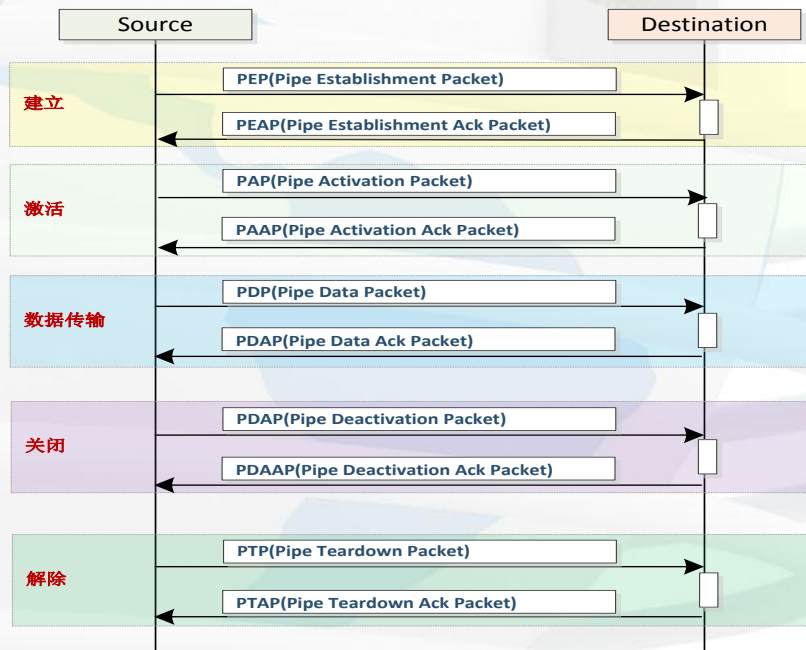 Source
Destination
建立
PEP(Pipe Establishment Packet)
PEAP(Pipe Establishment Ack Packet)
激活
PAP(Pipe Activation Packet)
PAAP(Pipe Activation Ack Packet)
数据传输
PDP(Pipe Data Packet)
PDAP(Pipe Data Ack Packet)
关闭
PDAP(Pipe Deactivation Packet)
PDAAP(Pipe Deactivation Ack Packet)
解除
PTP(Pipe Teardown Packet)
PTAP(Pipe Teardown Ack Packet)